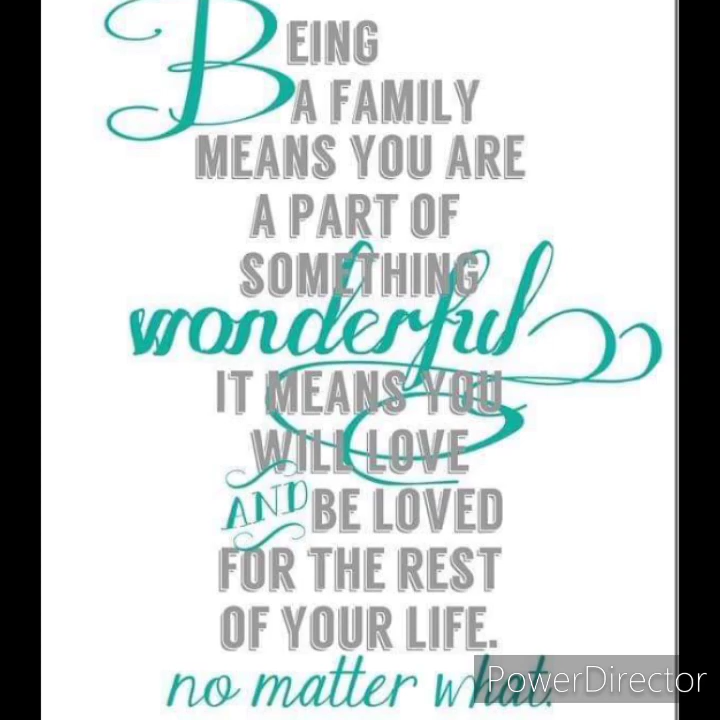 BEING
A FAMILY
MEANS YOU ARE
A PART OF
SOMETHING
wonderful
IT MEANS YOU
WILL LOVE
AND BE LOVED
FOR THE REST
OF YOUR LIFE.
no matter what.
PowerDirector